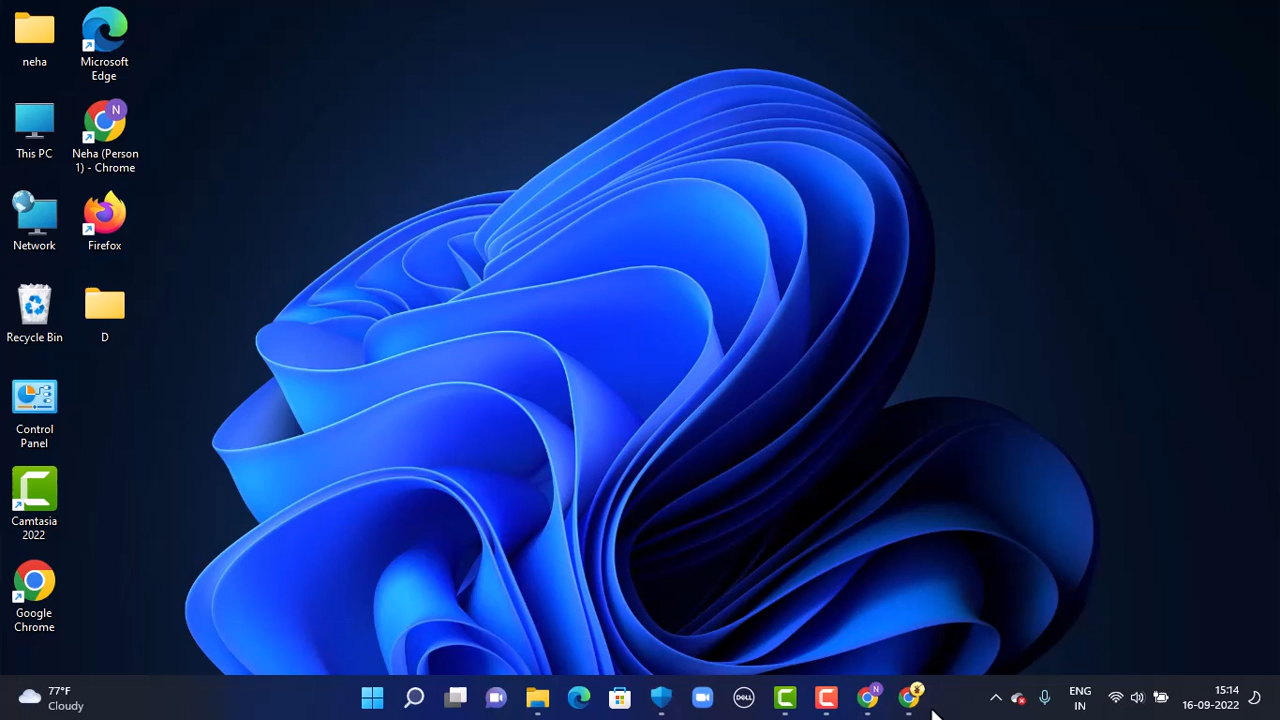 neha
Microsoft
Edge
This PC
N
Neha (Person
1) - Chrome
Network
Firefox
Recycle Bin
D
Control
Panel
Camtasia
2022
Google
Chrome
77°F
Cloudy
DELL
N
ENG
IN
15:14
16-09-2022